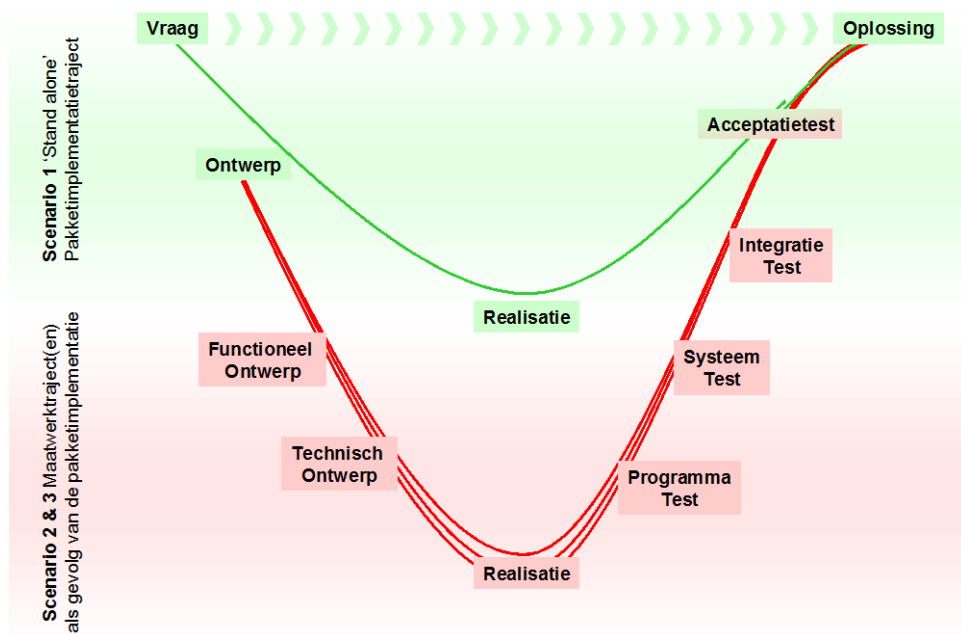 Vraag
Oplossing
Scenario 1 ‘Stand alone’
Pakketimplementatietraject
Acceptatietest
Ontwerp
Integratie
Test
Realisatie
Scenario 2 & 3 Maatwerktraject(en)
als gevolg van de pakketimplementatie
Functioneel
Ontwerp
Systeem
Test
Technisch
Ontwerp
Programma
Test
Realisatie